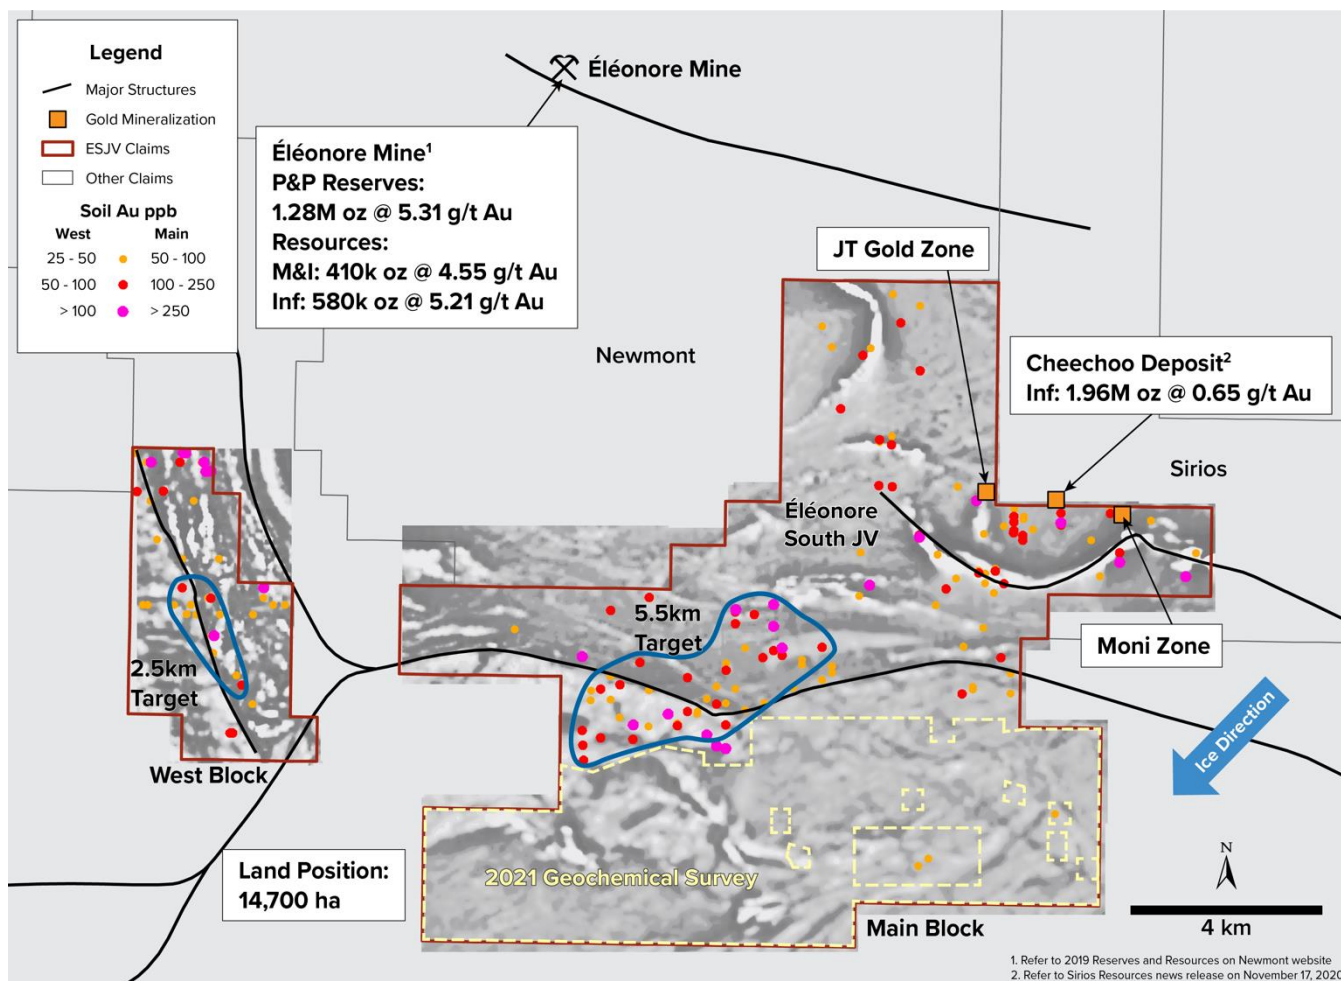 Legend
Major Structures
Gold Mineralization
ESJV Claims
Other Claims
Soil Au ppb
West Main
25 - 50 50 - 100
50 - 100 100 - 250
> 100 > 250
Éléonore Mine
Éléonore Mine¹
P&P Reserves:
1.28M oz @ 5.31 g/t Au
Resources:
M&I: 410k oz @ 4.55 g/t Au
Inf: 580k oz @ 5.21 g/t Au
JT Gold Zone
Newmont
Cheechoo Deposit²
Inf: 1.96M oz @ 0.65 g/t Au
Sirios
Éléonore
South JV
5.5km
Target
Moni Zone
2.5km
Target
West Block
Ice Direction
Land Position:
14,700 ha
2021 Geochemical Survey
Main Block
N
4 km
1. Refer to 2019 Reserves and Resources on Newmont website
2. Refer to Sirios Resources news release on November 17, 2020